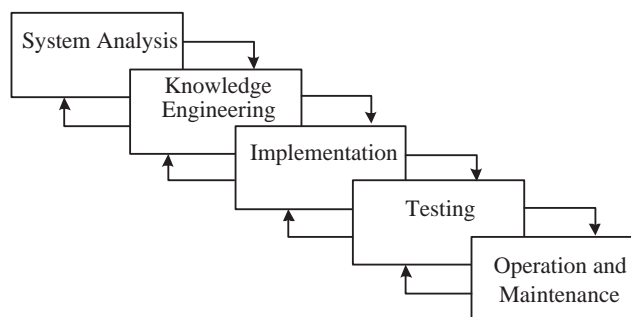 System Analysis
Knowledge
Engineering
Implementation
Testing
Operation and
Maintenance